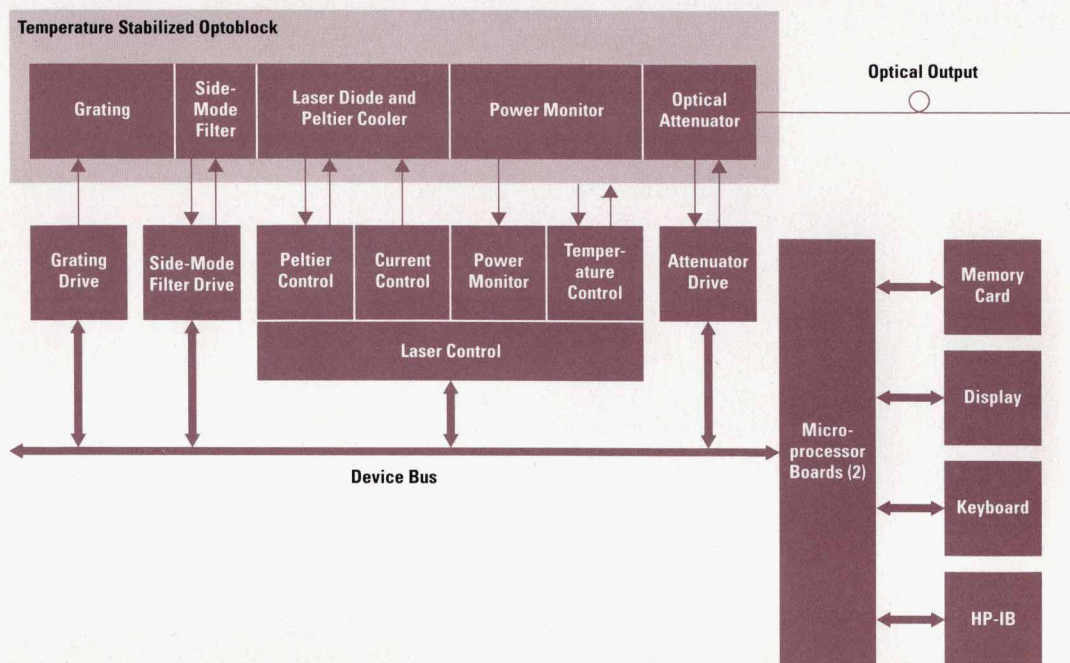 Temperature Stabilized Optoblock
Grating
Side-
Mode
Filter
Laser Diode and
Peltier Cooler
Power Monitor
Optical
Attenuator
Optical Output
Grating
Drive
Side-Mode
Filter Drive
Peltier
Control
Current
Control
Power
Monitor
Temper-
ature
Control
Attenuator
Drive
Laser Control
Device Bus
Micro-
processor
Boards (2)
Memory
Card
Display
Keyboard
HP-IB